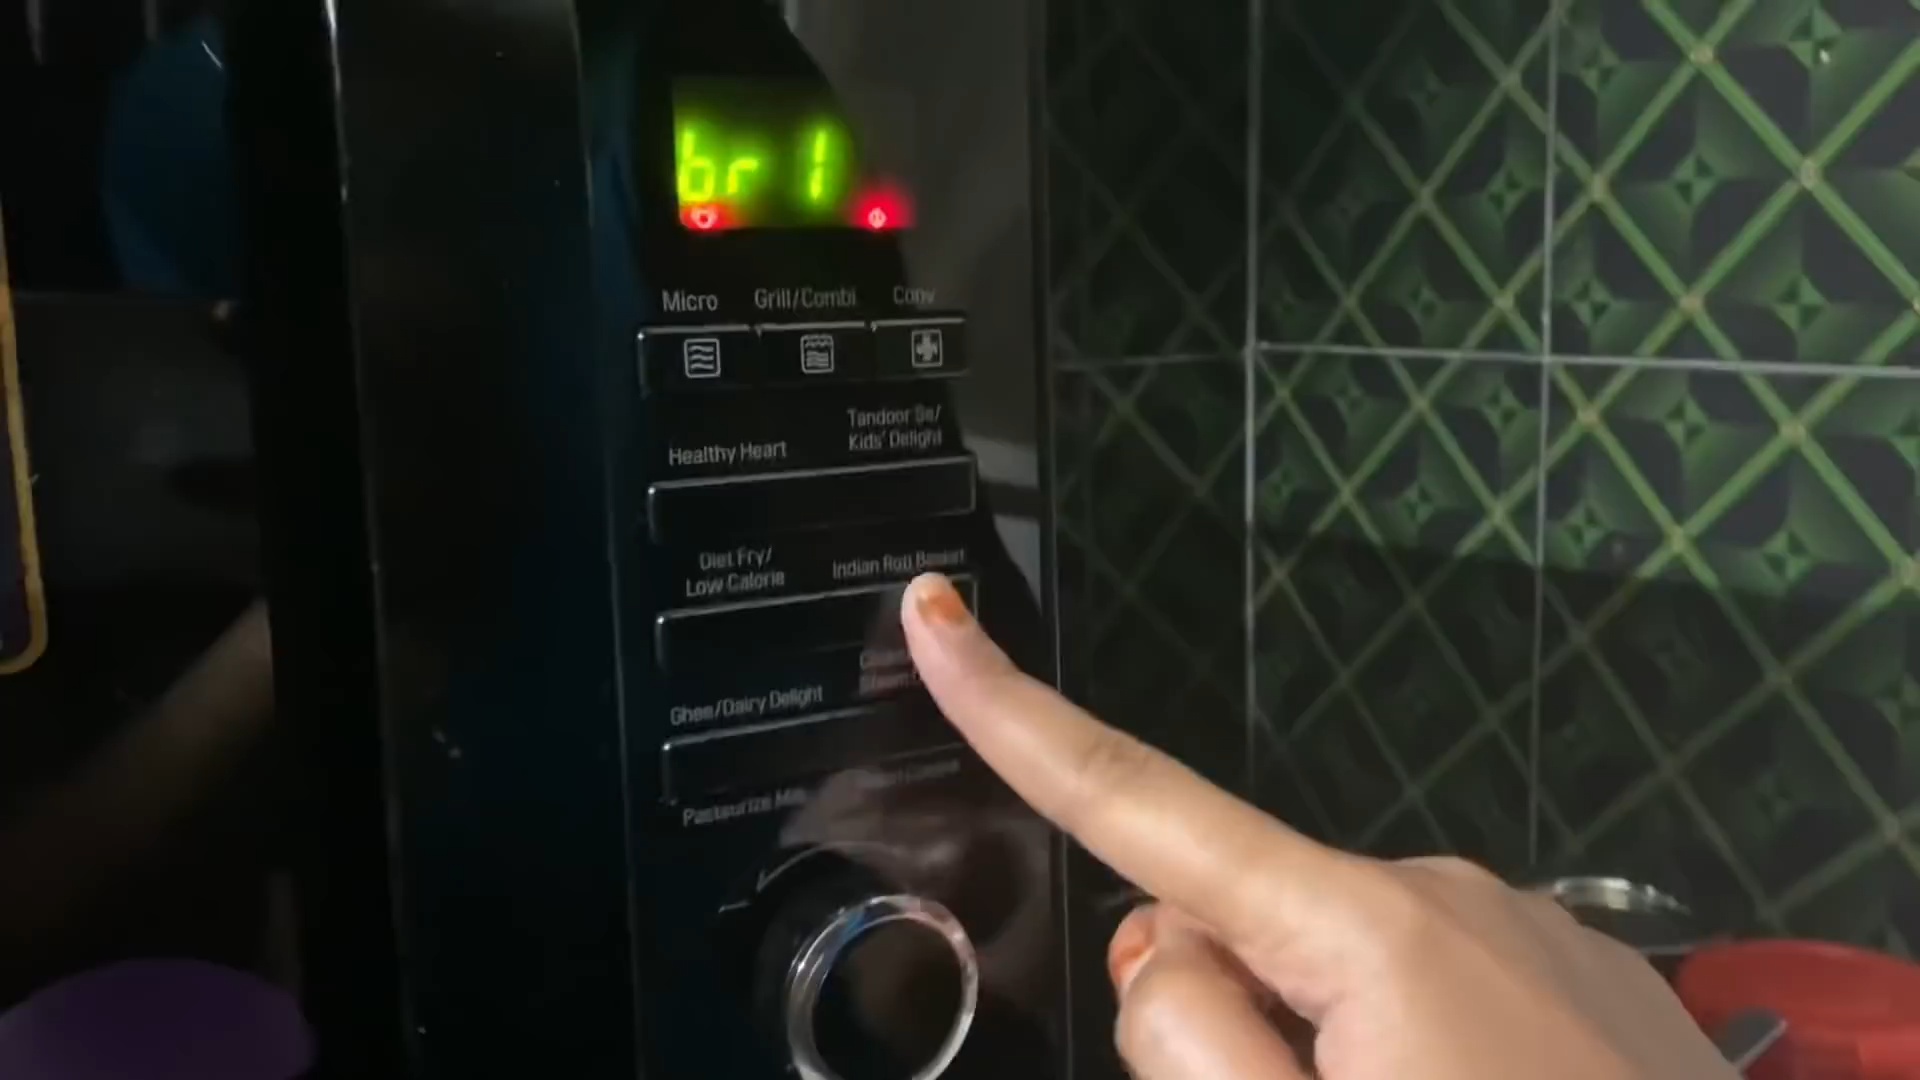 br 1
Micro Grill/Combi Conv
Healthy Heart
Tandoor Se/
Kids' Delight
Diet Fry/
Low Calorie
Indian Roti Basket
Ghee/Dairy Delight
Pasteurize Milk